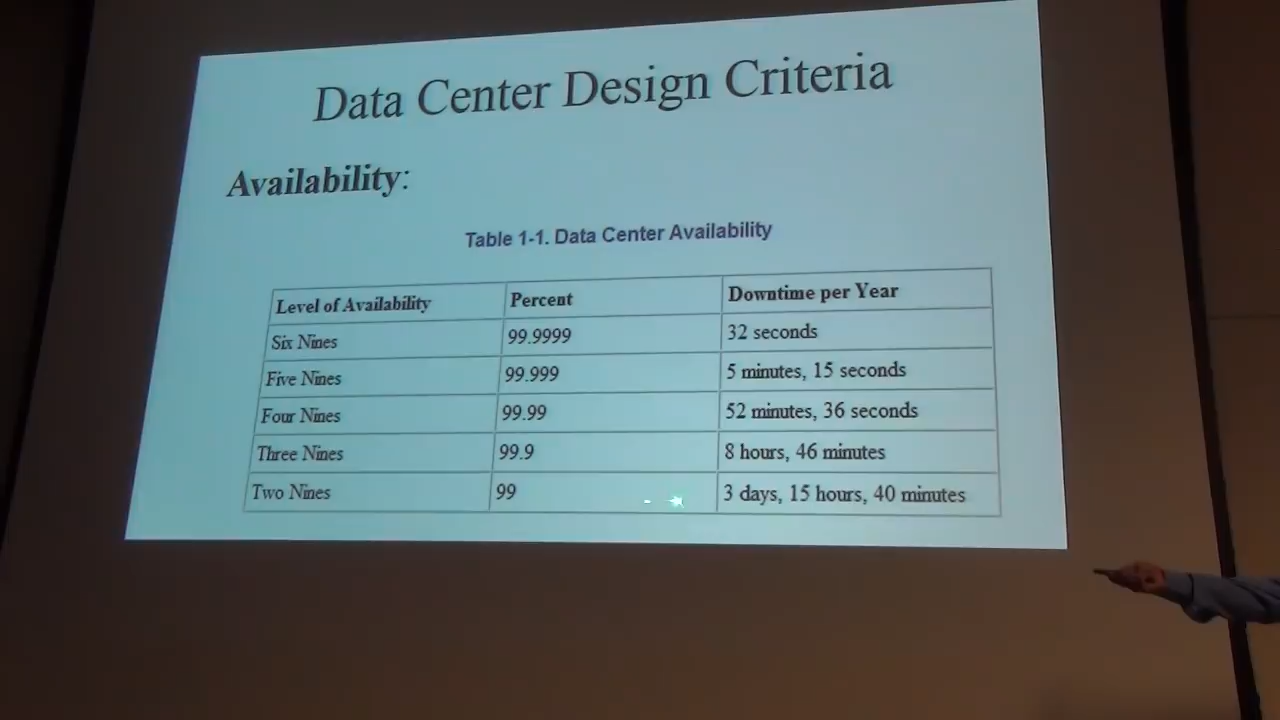 Data Center Design Criteria
Availability:
Table 1-1. Data Center Availability
Level of Availability Percent Downtime per Year
Six Nines 99.9999 32 seconds
Five Nines 99.999 5 minutes, 15 seconds
Four Nines 99.99 52 minutes, 36 seconds
Three Nines 99.9 8 hours, 46 minutes
Two Nines 99 3 days, 15 hours, 40 minutes